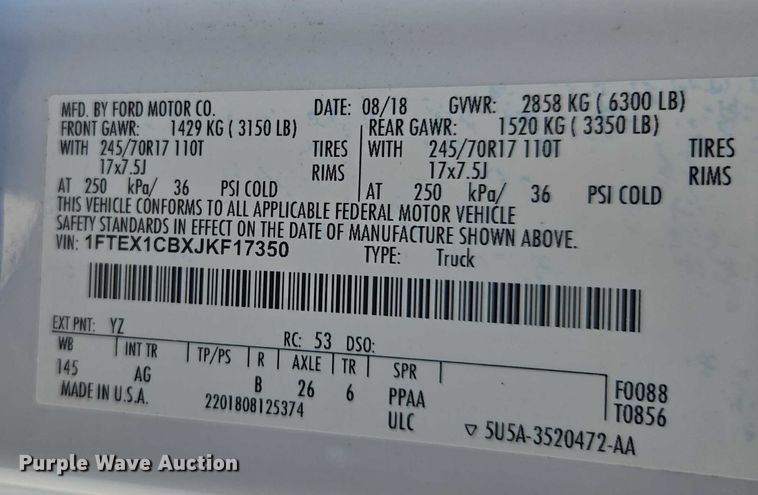 MFD. BY FORD MOTOR CO. DATE: 08/18 GVWR: 2858 KG ( 6300 LB)
FRONT GAWR: 1429 KG ( 3150 LB) REAR GAWR: 1520 KG ( 3350 LB)
WITH 245/70R17 110T TIRES WITH 245/70R17 110T TIRES
17x7.5J RIMS 17x7.5J RIMS
AT 250 kPa/ 36 PSI COLD AT 250 kPa/ 36 PSI COLD
THIS VEHICLE CONFORMS TO ALL APPLICABLE FEDERAL MOTOR VEHICLE
SAFETY STANDARDS IN EFFECT ON THE DATE OF MANUFACTURE SHOWN ABOVE.
VIN: 1FTEX1CBXJKF17350 TYPE: Truck
EXT PNT: YZ RC: 53 DSO:
WB INT TR TP/PS R AXLE TR SPR
145 AG B 26 6 PPAA F0088
MADE IN U.S.A. 2201808125374 ULC T0856
5U5A-3520472-AA
Purple Wave Auction